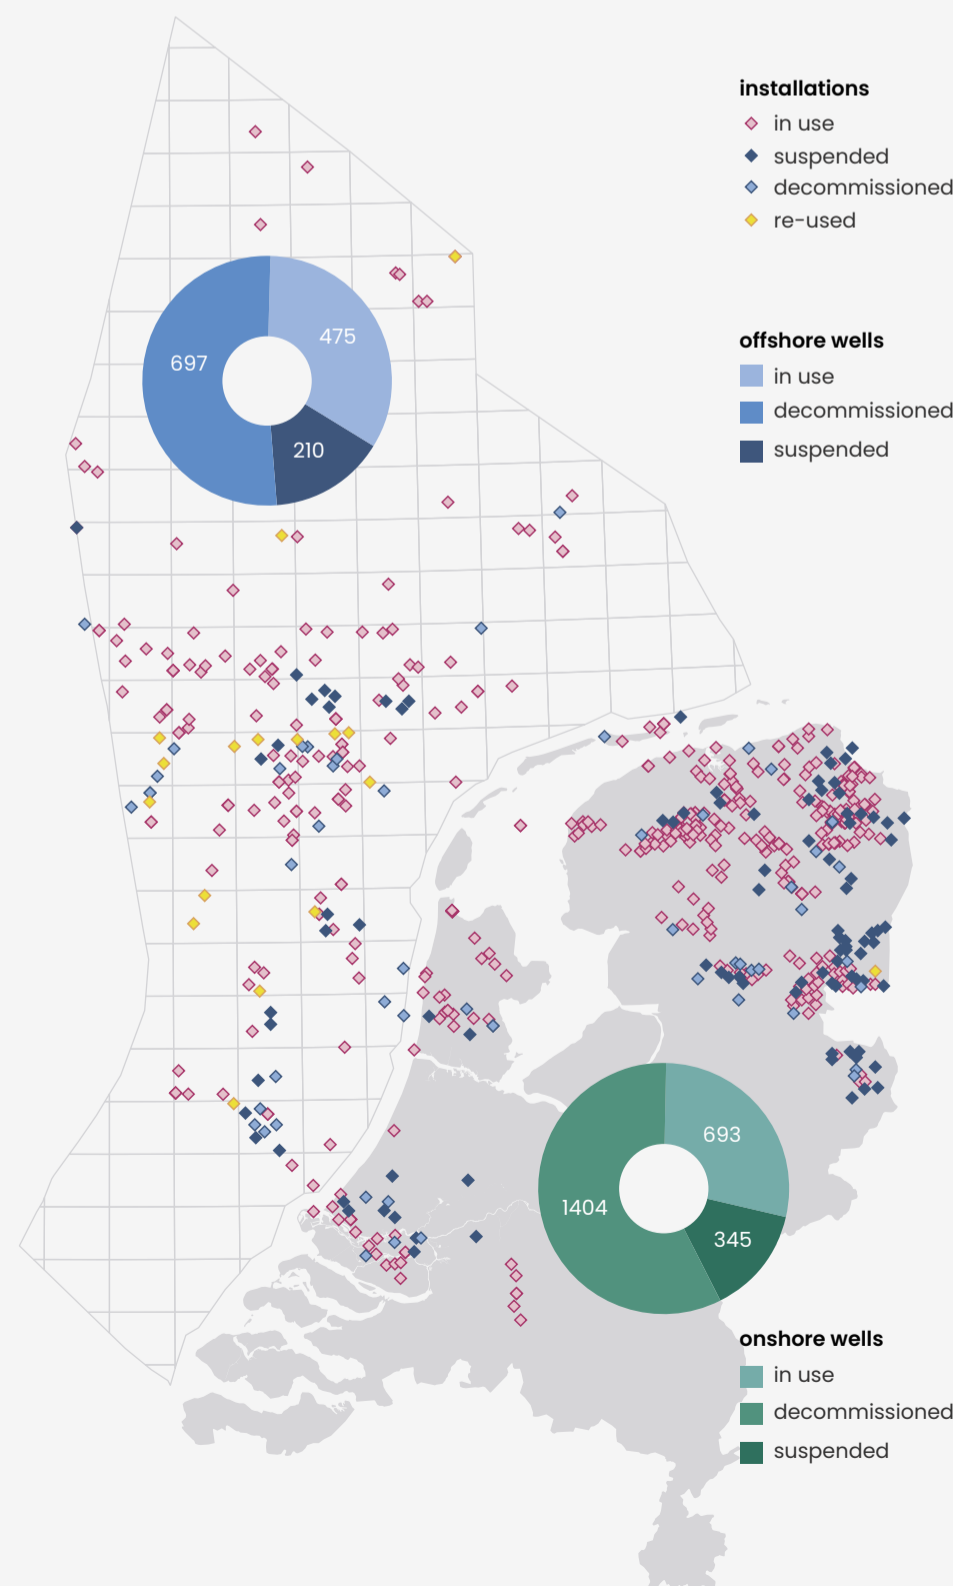 installations
in use
suspended
decommissioned
re-used
475
697
210
offshore wells
in use
decommissioned
suspended
693
1404
345
onshore wells
in use
decommissioned
suspended